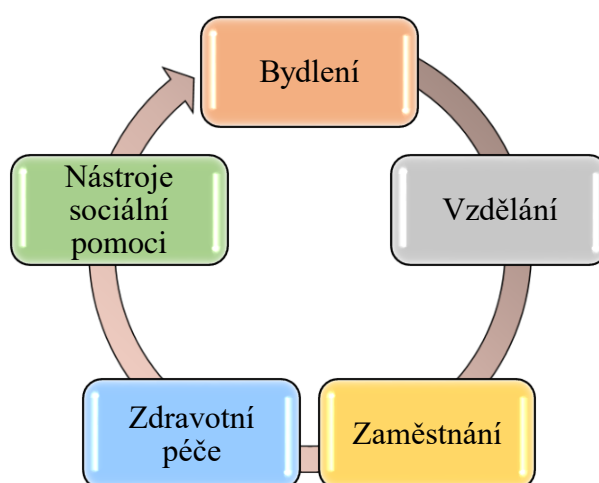 Bydlení
Vzdělání
Zaměstnání
Zdravotní
péče
Nástroje
sociální
pomoci